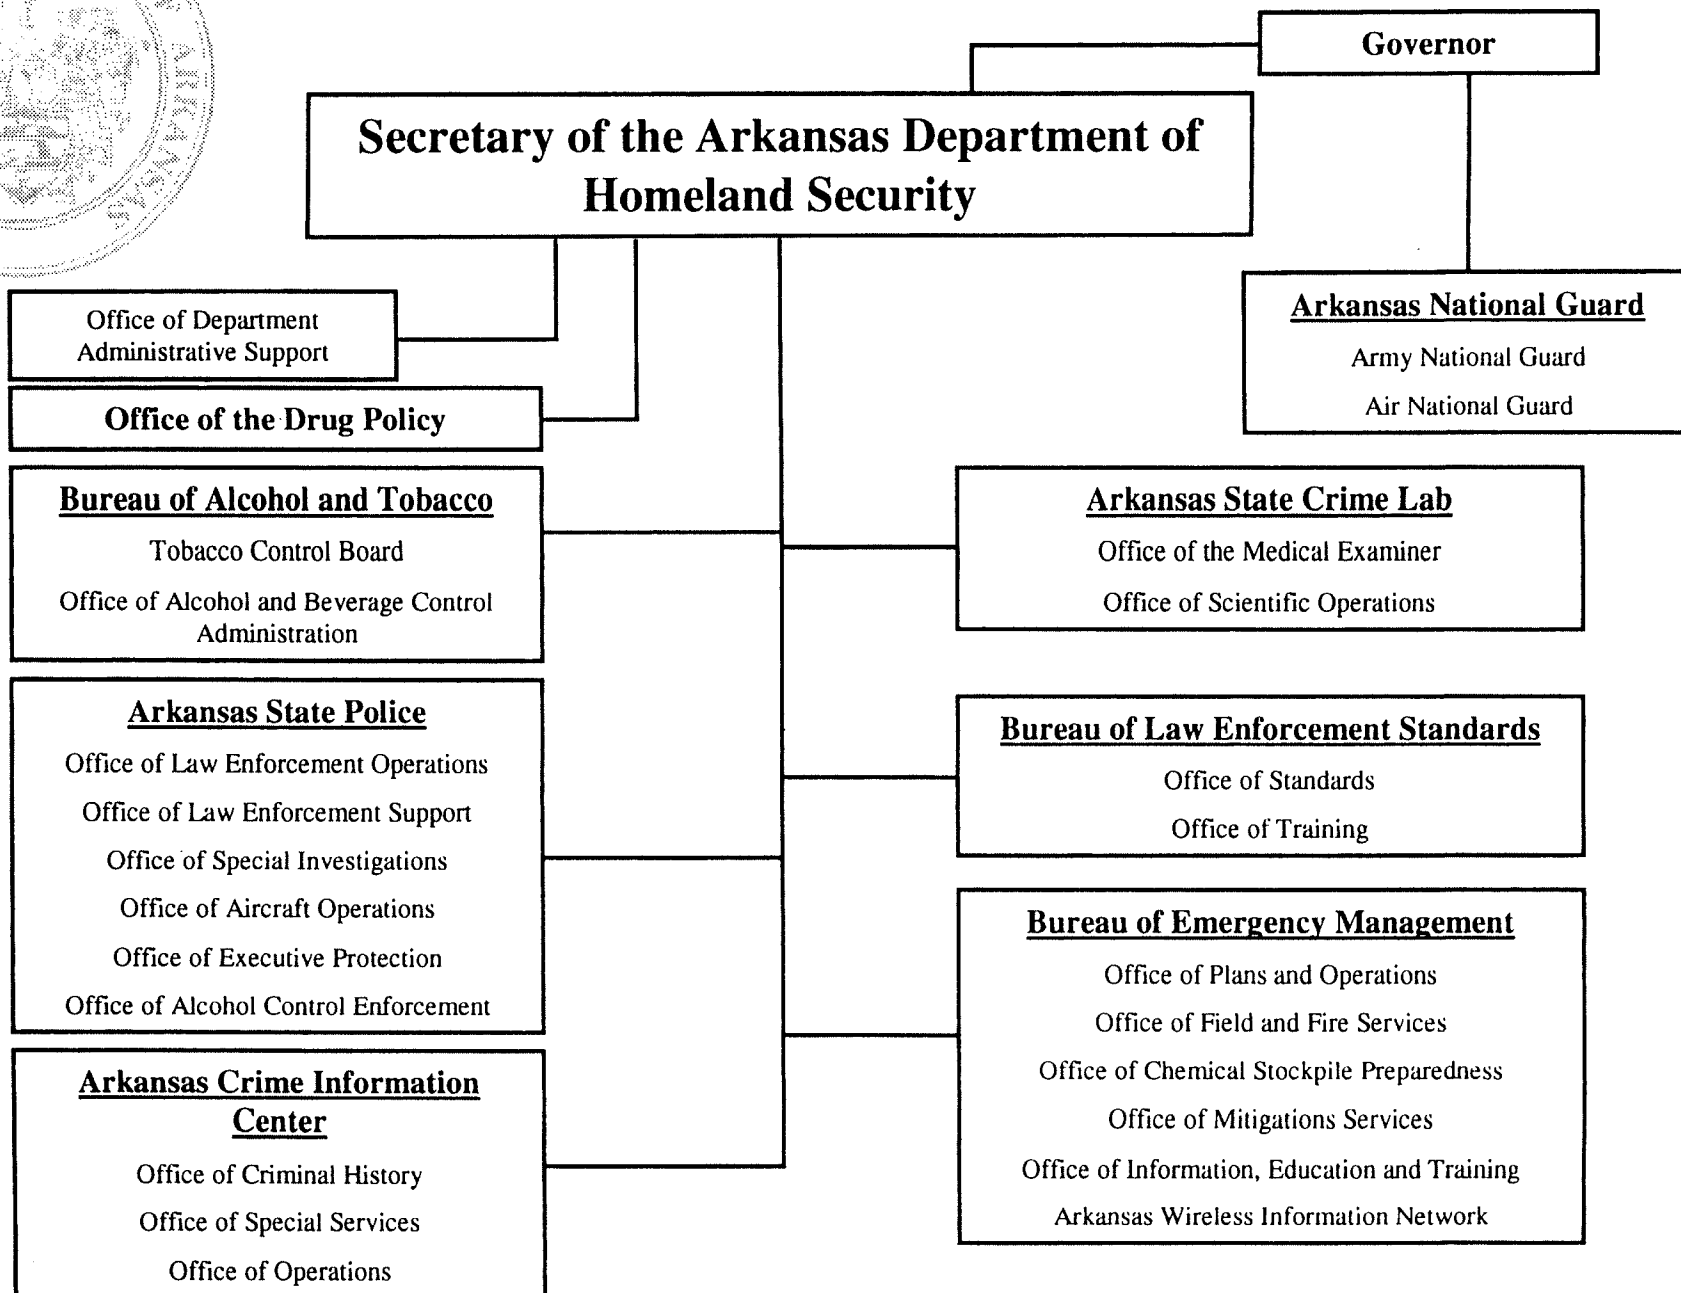 ARKANSAS
Governor
Secretary of the Arkansas Department of
Homeland Security
Office of Department
Administrative Support
Office of the Drug Policy
Arkansas National Guard
Army National Guard
Air National Guard
Bureau of Alcohol and Tobacco
Tobacco Control Board
Office of Alcohol and Beverage Control
Administration
Arkansas State Crime Lab
Office of the Medical Examiner
Office of Scientific Operations
Arkansas State Police
Office of Law Enforcement Operations
Office of Law Enforcement Support
Office of Special Investigations
Office of Aircraft Operations
Office of Executive Protection
Office of Alcohol Control Enforcement
Bureau of Law Enforcement Standards
Office of Standards
Office of Training
Bureau of Emergency Management
Office of Plans and Operations
Office of Field and Fire Services
Office of Chemical Stockpile Preparedness
Office of Mitigations Services
Office of Information, Education and Training
Arkansas Wireless Information Network
Arkansas Crime Information
Center
Office of Criminal History
Office of Special Services
Office of Operations